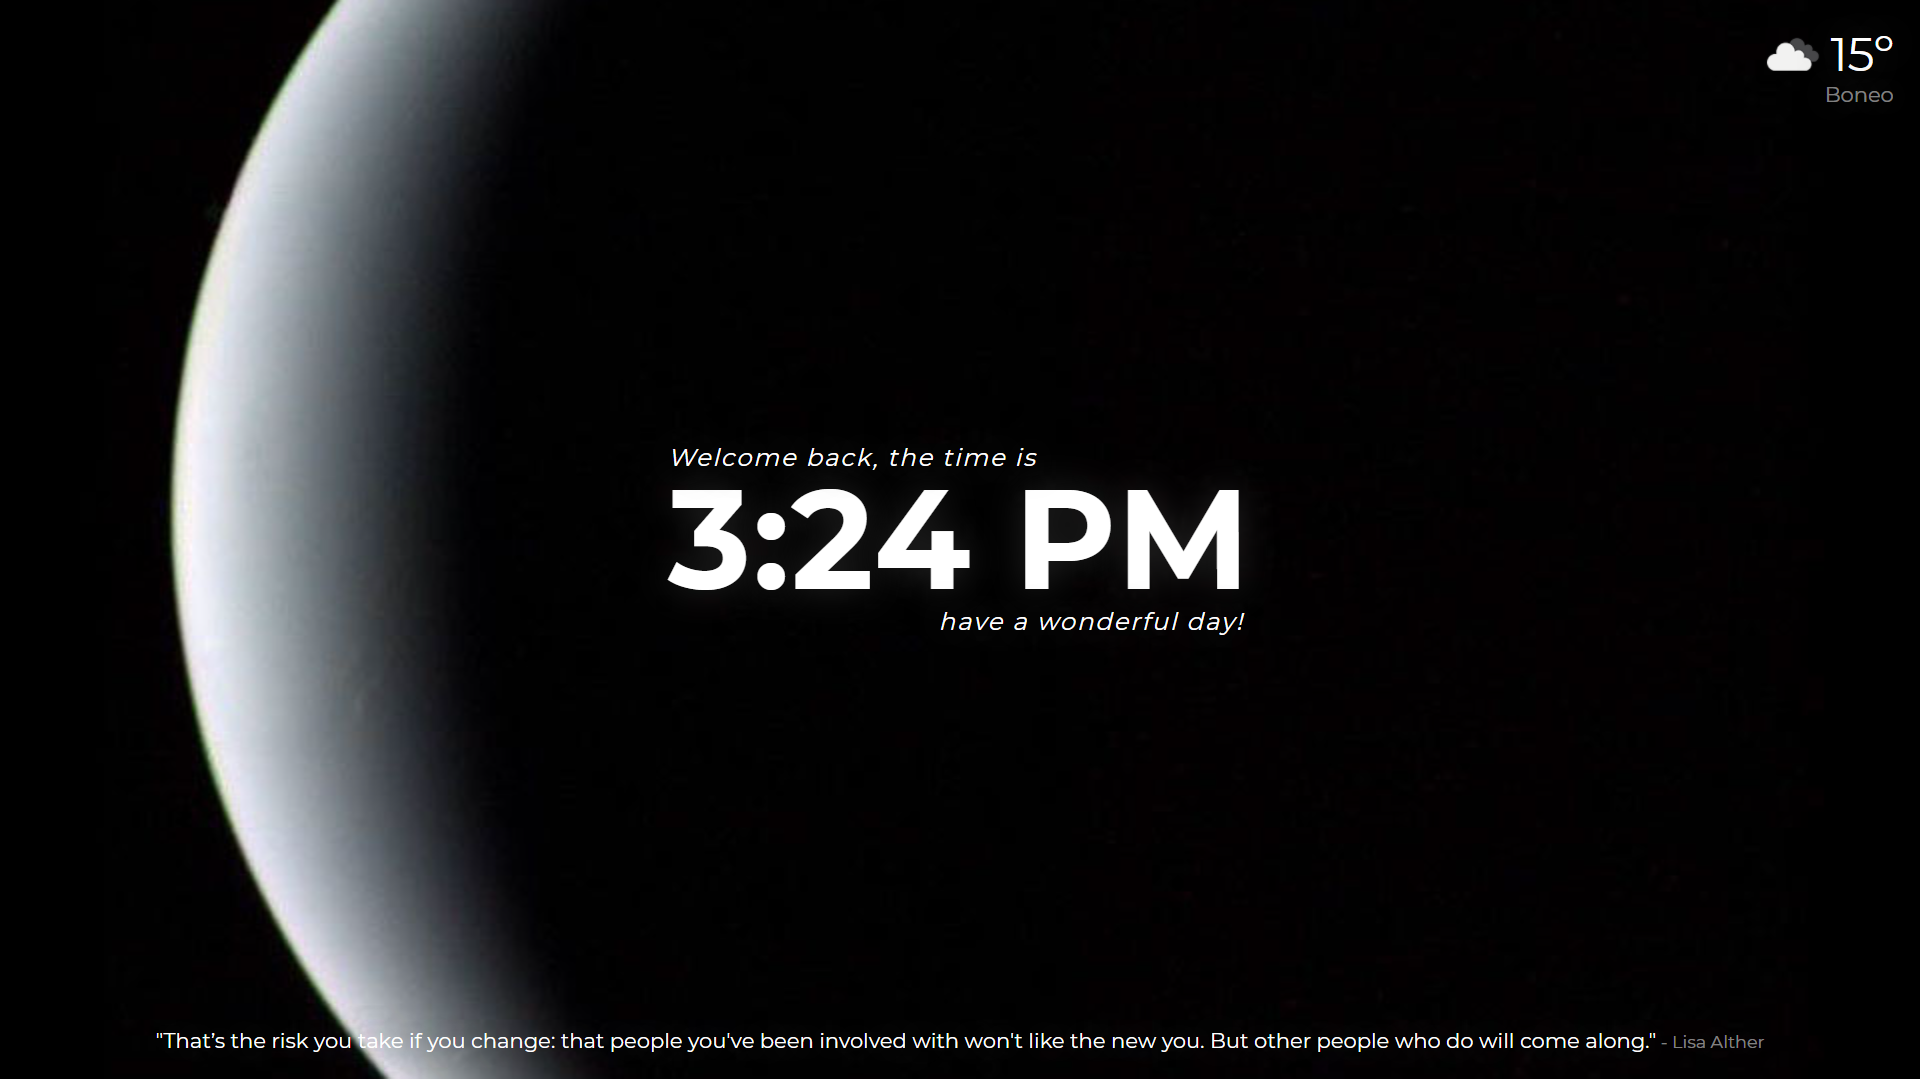 15°
Boneo
Welcome back, the time is
3:24 PM
have a wonderful day!
"That’s the risk you take if you change: that people you've been involved with won't like the new you. But other people who do will come along." - Lisa Alther